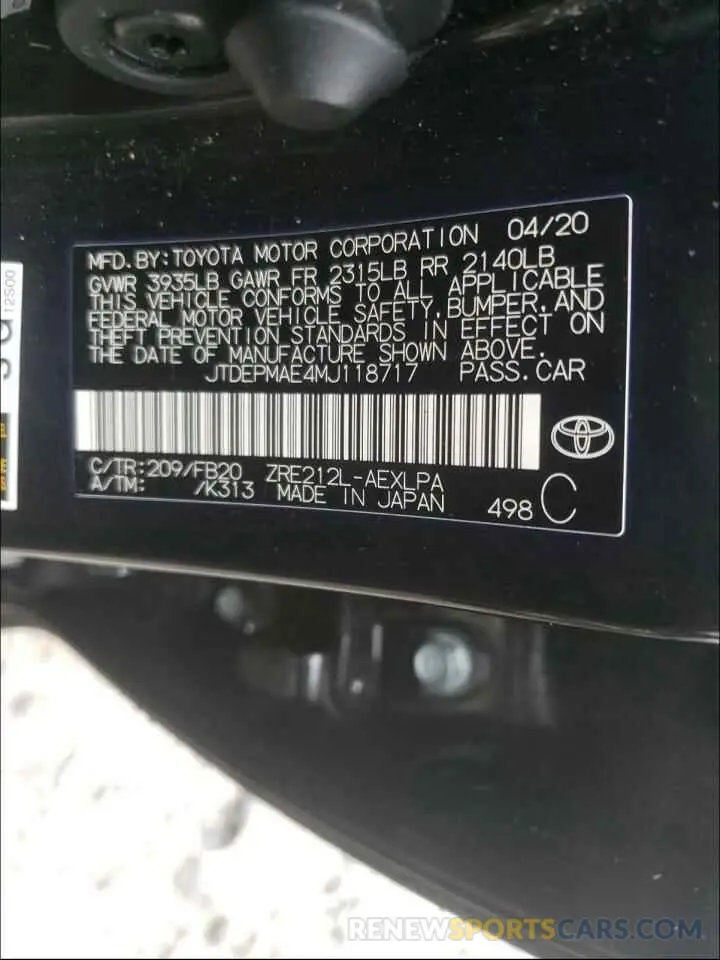 MFD. BY: TOYOTA MOTOR CORPORATION 04/20
GVWR 3935LB GAWR FR 2315LB RR 2140LB
THIS VEHICLE CONFORMS TO ALL APPLICABLE
FEDERAL MOTOR VEHICLE SAFETY, BUMPER, AND
THEFT PREVENTION STANDARDS IN EFFECT ON
THE DATE OF MANUFACTURE SHOWN ABOVE.
JTDEPMAE4MJ118717 PASS. CAR
C/TR: 209/FB20 ZRE212L-AEXLPA
A/TM: /K313 MADE IN JAPAN
498 C
12S00
RENEWSPORTSCARS.COM